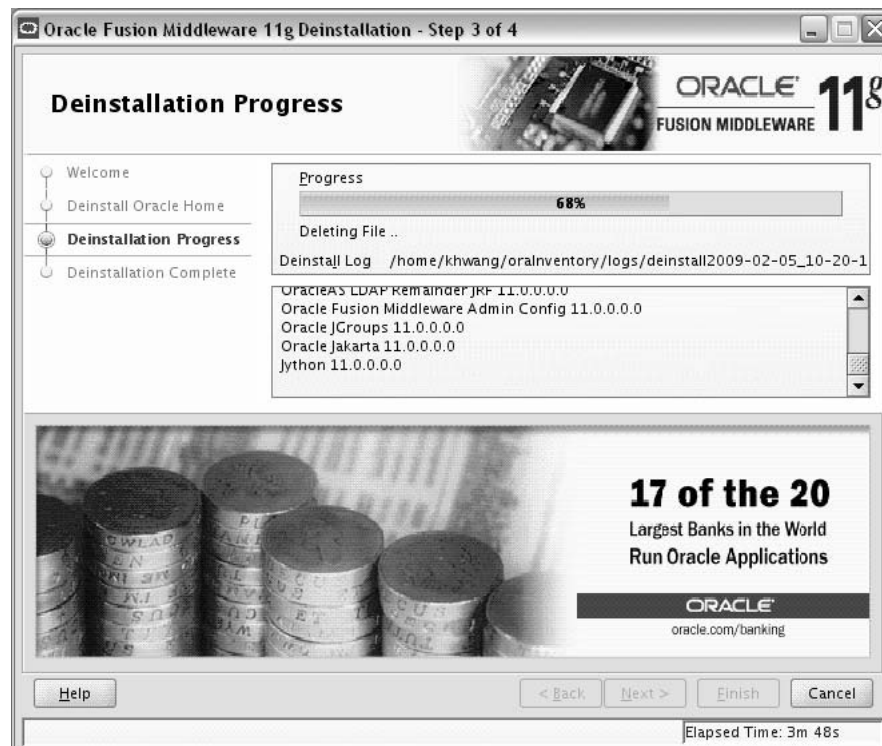 Oracle Fusion Middleware 11g Deinstallation - Step 3 of 4
Deinstallation Progress
ORACLE 11g
FUSION MIDDLEWARE
Welcome
Deinstall Oracle Home
Deinstallation Progress
Deinstallation Complete
Progress
68%
Deleting File ..
Deinstall Log /home/khwang/oraInventory/logs/deinstall2009-02-05_10-20-1
OracleAS LDAP Remainder JRF 11.0.0.0.0
Oracle Fusion Middleware Admin Config 11.0.0.0.0
Oracle JGroups 11.0.0.0.0
Oracle Jakarta 11.0.0.0.0
Jython 11.0.0.0.0
17 of the 20
Largest Banks in the World
Run Oracle Applications
ORACLE
oracle.com/banking
Help
< Back
Next >
Finish
Cancel
Elapsed Time: 3m 48s